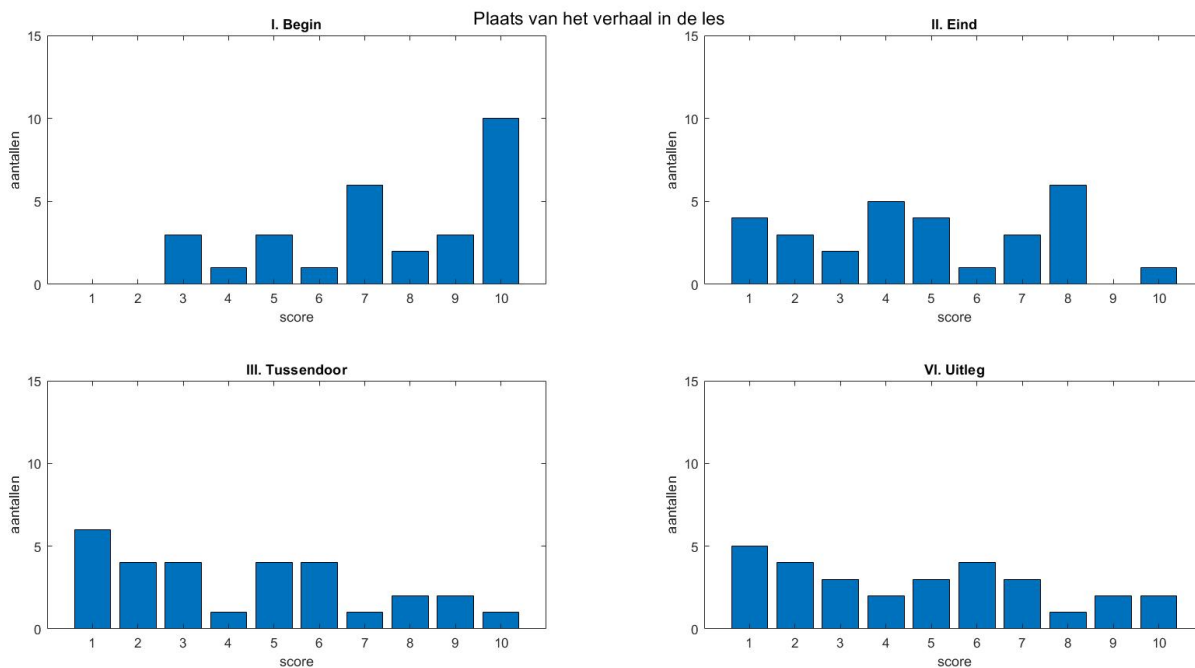 Plaats van het verhaal in de les
I. Begin
15
10
5
0
aantallen
1 2 3 4 5 6 7 8 9 10
score
II. Eind
15
10
5
0
aantallen
1 2 3 4 5 6 7 8 9 10
score
III. Tussendoor
15
10
5
0
aantallen
1 2 3 4 5 6 7 8 9 10
score
VI. Uitleg
15
10
5
0
aantallen
1 2 3 4 5 6 7 8 9 10
score